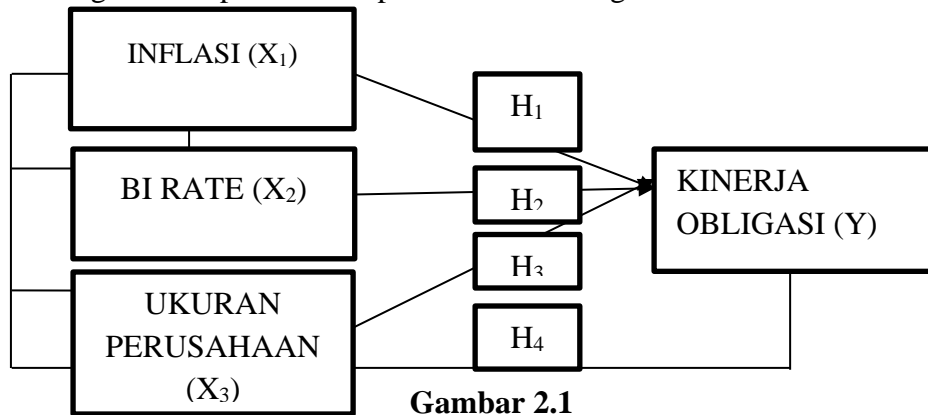 INFLASI (X₁)
H₁
BI RATE (X₂)
H₂
KINERJA
OBLIGASI (Y)
H₃
UKURAN
PERUSAHAAN
(X₃)
H₄
Gambar 2.1